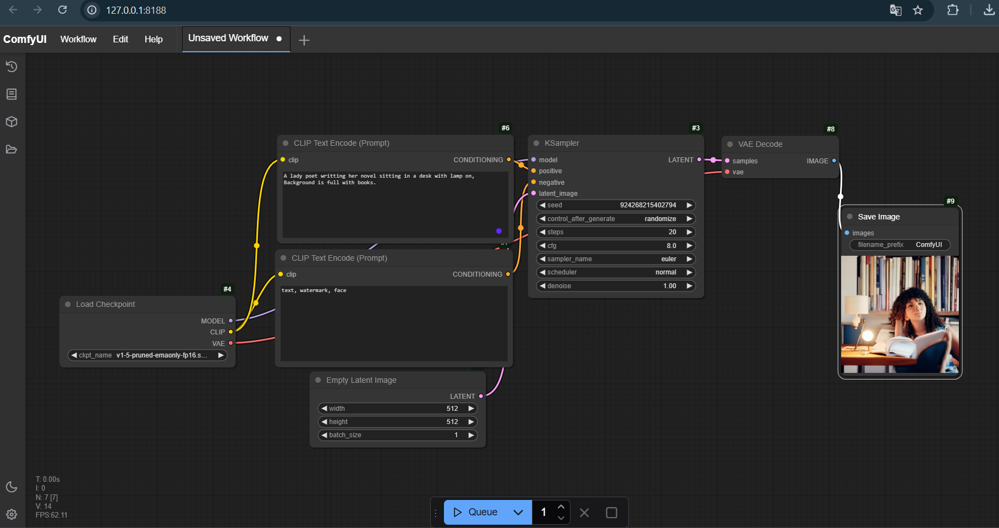 127.0.0.1:8188
ComfyUI Workflow Edit Help Unsaved Workflow
#6
CLIP Text Encode (Prompt)
clip CONDITIONING
A lady poet writting her novel sitting in a desk with lamp on,
Background is full with books.
CLIP Text Encode (Prompt)
clip CONDITIONING
text, watermark, face
#4
Load Checkpoint
MODEL
CLIP
VAE
ckpt_name v1-5-pruned-emaonly-fp16.s...
Empty Latent Image
LATENT
width 512
height 512
batch_size 1
#3
KSampler
model LATENT
positive
negative
latent_image
seed 924268215402794
control_after_generate randomize
steps 20
cfg 8.0
sampler_name euler
scheduler normal
denoise 1.00
#8
VAE Decode
samples IMAGE
vae
#9
Save Image
images
filename_prefix ComfyUI
T: 0.00s
I: 0
N: 7 [7]
V: 14
FPS:62.11
Queue 1